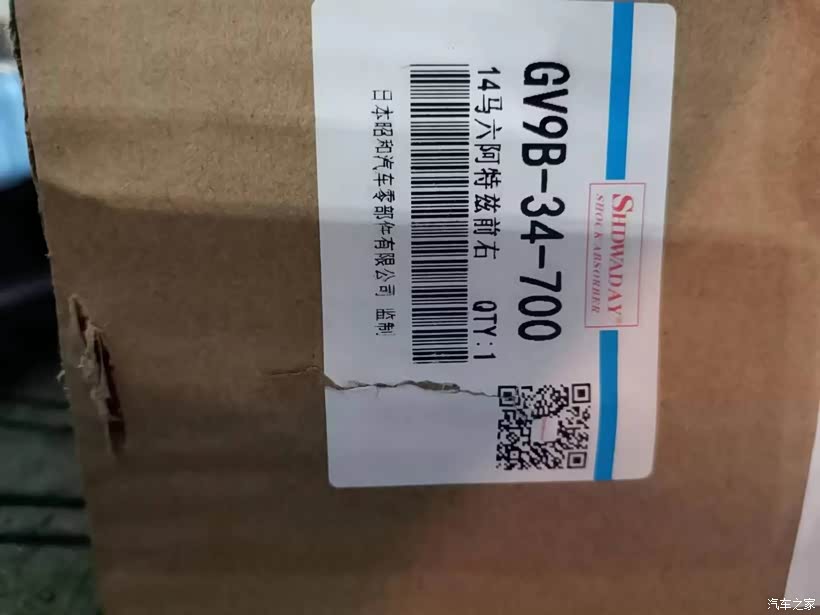 SHDWADAY®
SHOCK ABSORBER
GV9B-34-700
14马六阿特兹前右 QTY:1
日本昭和汽车零部件有限公司 监制
汽车之家